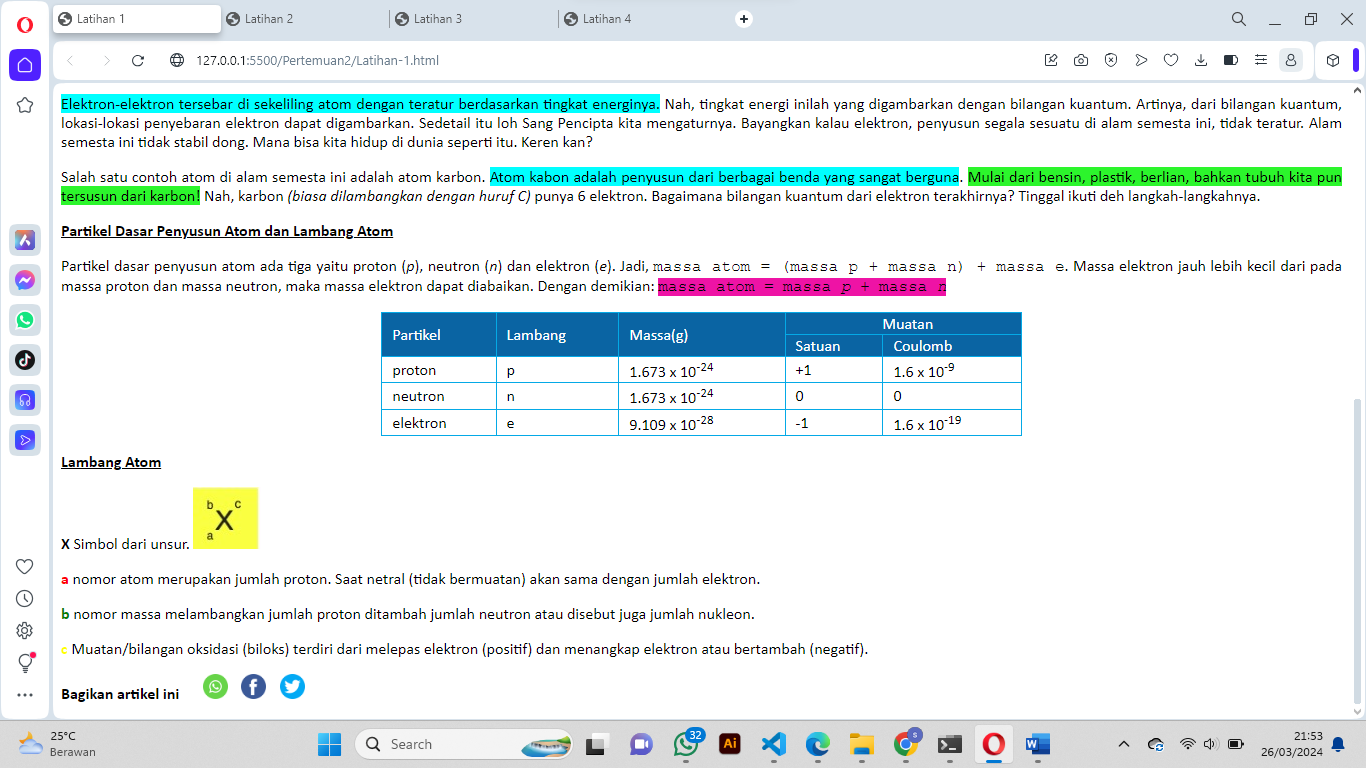 Latihan 1
Latihan 2
Latihan 3
Latihan 4
127.0.0.1:5500/Pertemuan2/Latihan-1.html
Elektron-elektron tersebar di sekeliling atom dengan teratur berdasarkan tingkat energinya. Nah, tingkat energi inilah yang digambarkan dengan bilangan kuantum. Artinya, dari bilangan kuantum,
lokasi-lokasi penyebaran elektron dapat digambarkan. Sedetail itu loh Sang Pencipta kita mengaturnya. Bayangkan kalau elektron, penyusun segala sesuatu di alam semesta ini, tidak teratur. Alam
semesta ini tidak stabil dong. Mana bisa kita hidup di dunia seperti itu. Keren kan?
Salah satu contoh atom di alam semesta ini adalah atom karbon. Atom kabon adalah penyusun dari berbagai benda yang sangat berguna. Mulai dari bensin, plastik, berlian, bahkan tubuh kita pun
tersusun dari karbon! Nah, karbon (biasa dilambangkan dengan huruf C) punya 6 elektron. Bagaimana bilangan kuantum dari elektron terakhirnya? Tinggal ikuti deh langkah-langkahnya.
Partikel Dasar Penyusun Atom dan Lambang Atom
Partikel dasar penyusun atom ada tiga yaitu proton (p), neutron (n) dan elektron (e). Jadi, massa atom = (massa p + massa n) + massa e. Massa elektron jauh lebih kecil dari pada
massa proton dan massa neutron, maka massa elektron dapat diabaikan. Dengan demikian: massa atom = massa p + massa n
Partikel Lambang Massa(g) Muatan
Satuan Coulomb
proton p 1.673 x 10⁻²⁴ +1 1.6 x 10⁻⁹
neutron n 1.673 x 10⁻²⁴ 0 0
elektron e 9.109 x 10⁻²⁸ -1 1.6 x 10⁻¹⁹
Lambang Atom
b c
X
a
X Simbol dari unsur.
a nomor atom merupakan jumlah proton. Saat netral (tidak bermuatan) akan sama dengan jumlah elektron.
b nomor massa melambangkan jumlah proton ditambah jumlah neutron atau disebut juga jumlah nukleon.
c Muatan/bilangan oksidasi (biloks) terdiri dari melepas elektron (positif) dan menangkap elektron atau bertambah (negatif).
Bagikan artikel ini
25°C
Berawan
Search
32
Ai
S
W
21:53
26/03/2024